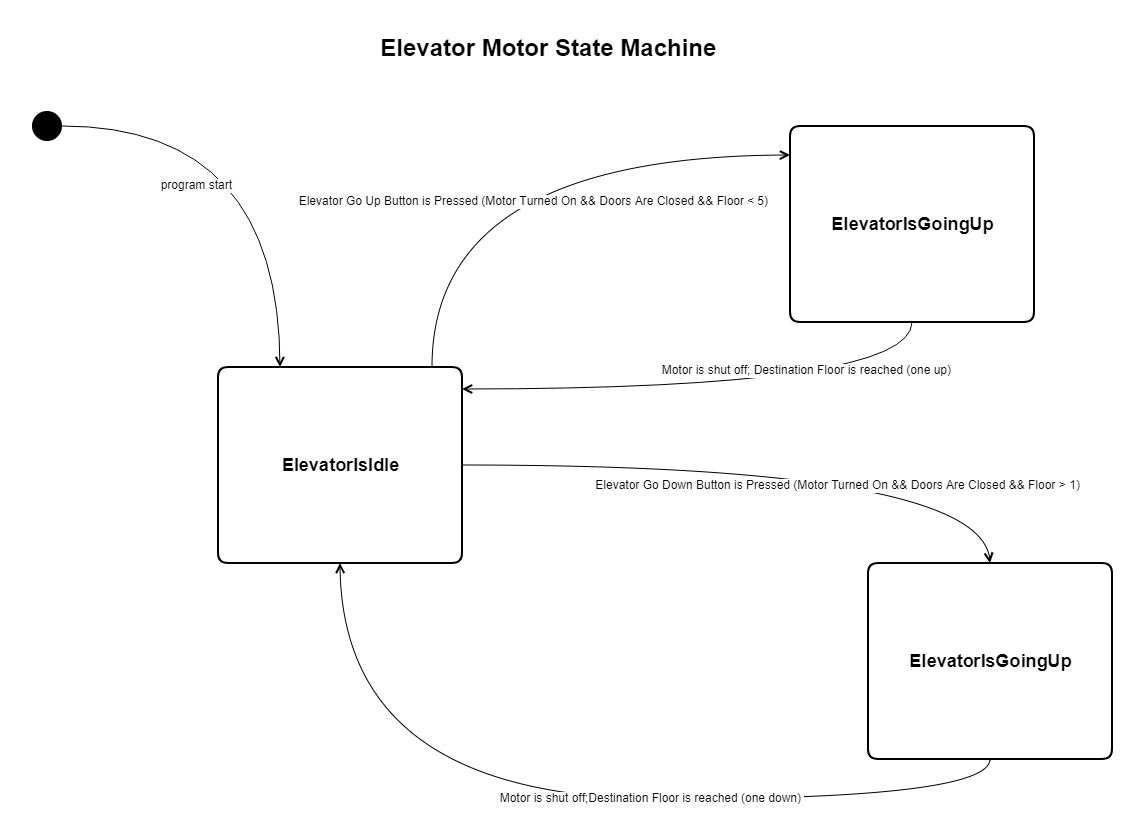 Elevator Motor State Machine
program start
Elevator Go Up Button is Pressed (Motor Turned On && Doors Are Closed && Floor < 5)
ElevatorIsGoingUp
Motor is shut off; Destination Floor is reached (one up)
ElevatorIsIdle
Elevator Go Down Button is Pressed (Motor Turned On && Doors Are Closed && Floor > 1)
ElevatorIsGoingUp
Motor is shut off;Destination Floor is reached (one down)